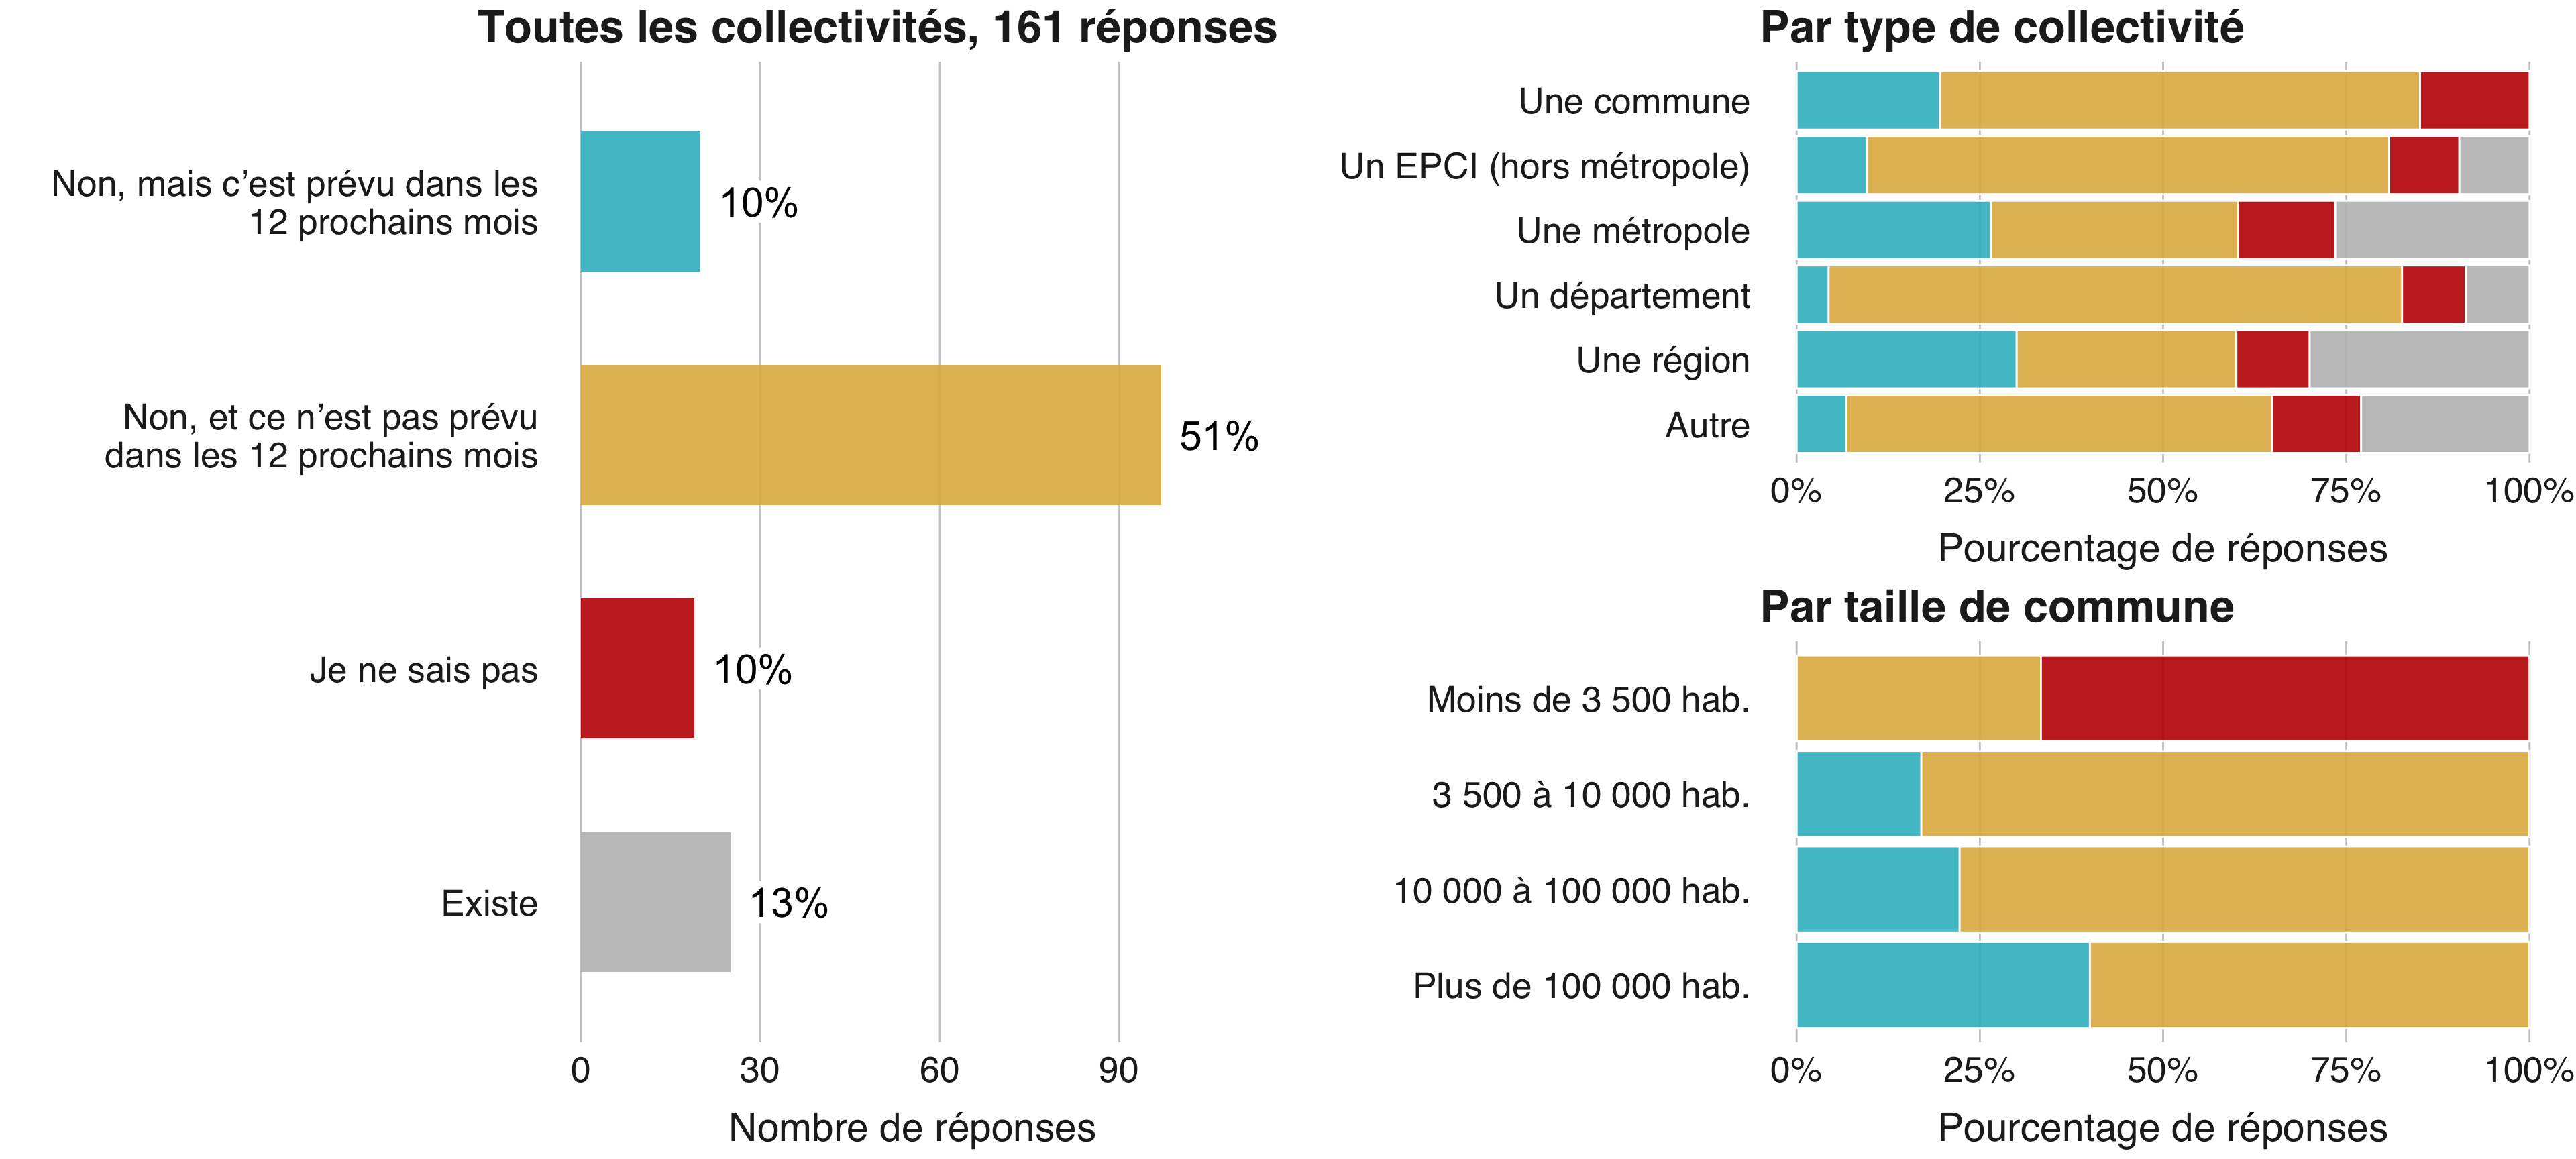 Toutes les collectivités, 161 réponses
Non, mais c’est prévu dans les
12 prochains mois
10%
Non, et ce n’est pas prévu
dans les 12 prochains mois
51%
Je ne sais pas
10%
Existe
13%
0 30 60 90
Nombre de réponses
Par type de collectivité
Une commune
Un EPCI (hors métropole)
Une métropole
Un département
Une région
Autre
0% 25% 50% 75% 100%
Pourcentage de réponses
Par taille de commune
Moins de 3 500 hab.
3 500 à 10 000 hab.
10 000 à 100 000 hab.
Plus de 100 000 hab.
0% 25% 50% 75% 100%
Pourcentage de réponses